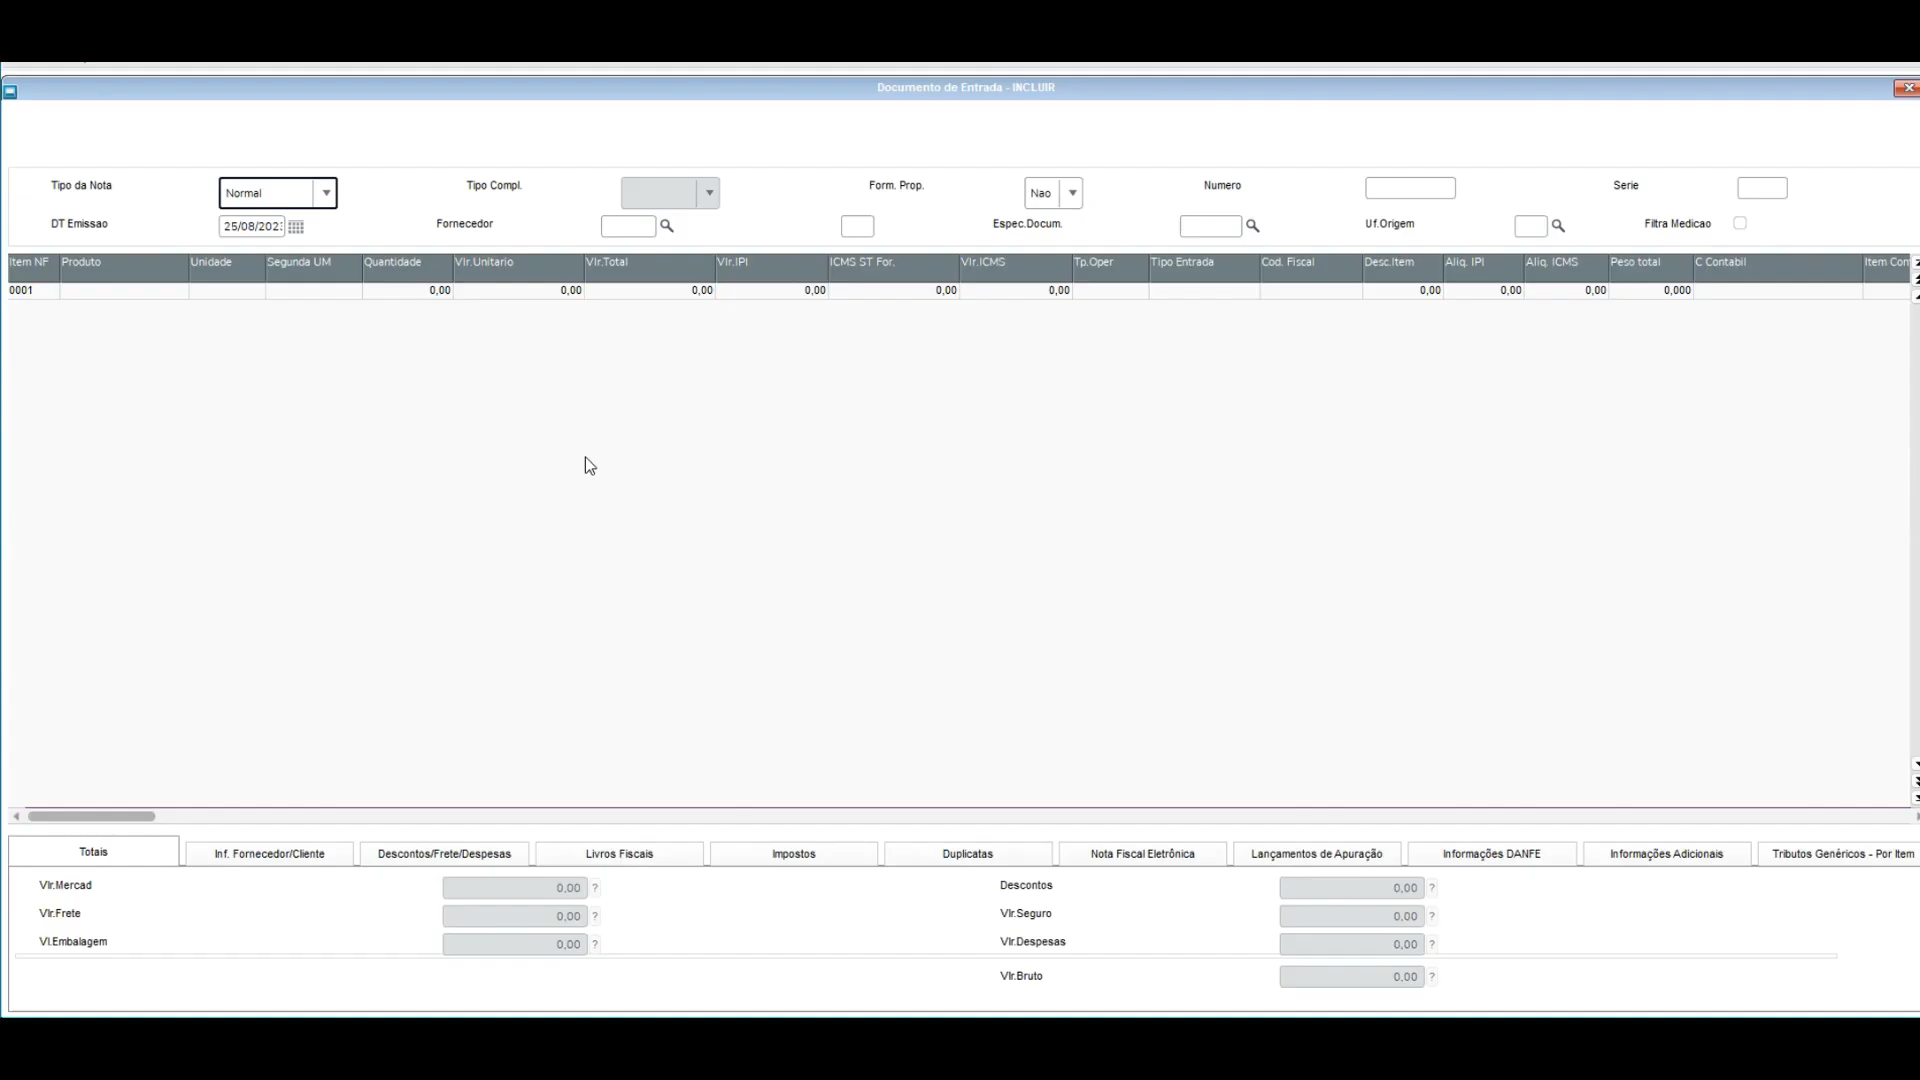 Documento de Entrada - INCLUIR
Tipo da Nota Normal Tipo Compl. Form. Prop. Nao Numero Serie
DT Emissao 25/08/202 Fornecedor Espec.Docum. Uf.Origem Filtra Medicao
Item NF Produto Unidade Segunda UM Quantidade Vlr.Unitario Vlr.Total Vlr.IPI ICMS ST For. Vlr.ICMS Tp.Oper Tipo Entrada Cod. Fiscal Desc.Item Aliq. IPI Aliq. ICMS Peso total C Contabil Item Con
0001 0,00 0,00 0,00 0,00 0,00 0,00 0,00 0,00 0,00 0,000
Totais Inf. Fornecedor/Cliente Descontos/Frete/Despesas Livros Fiscais Impostos Duplicatas Nota Fiscal Eletrônica Lançamentos de Apuração Informações DANFE Informações Adicionais Tributos Genéricos - Por Item
Vlr.Mercad 0,00 ? Descontos 0,00 ?
Vlr.Frete 0,00 ? Vlr.Seguro 0,00 ?
Vl.Embalagem 0,00 ? Vlr.Despesas 0,00 ?
Vlr.Bruto 0,00 ?